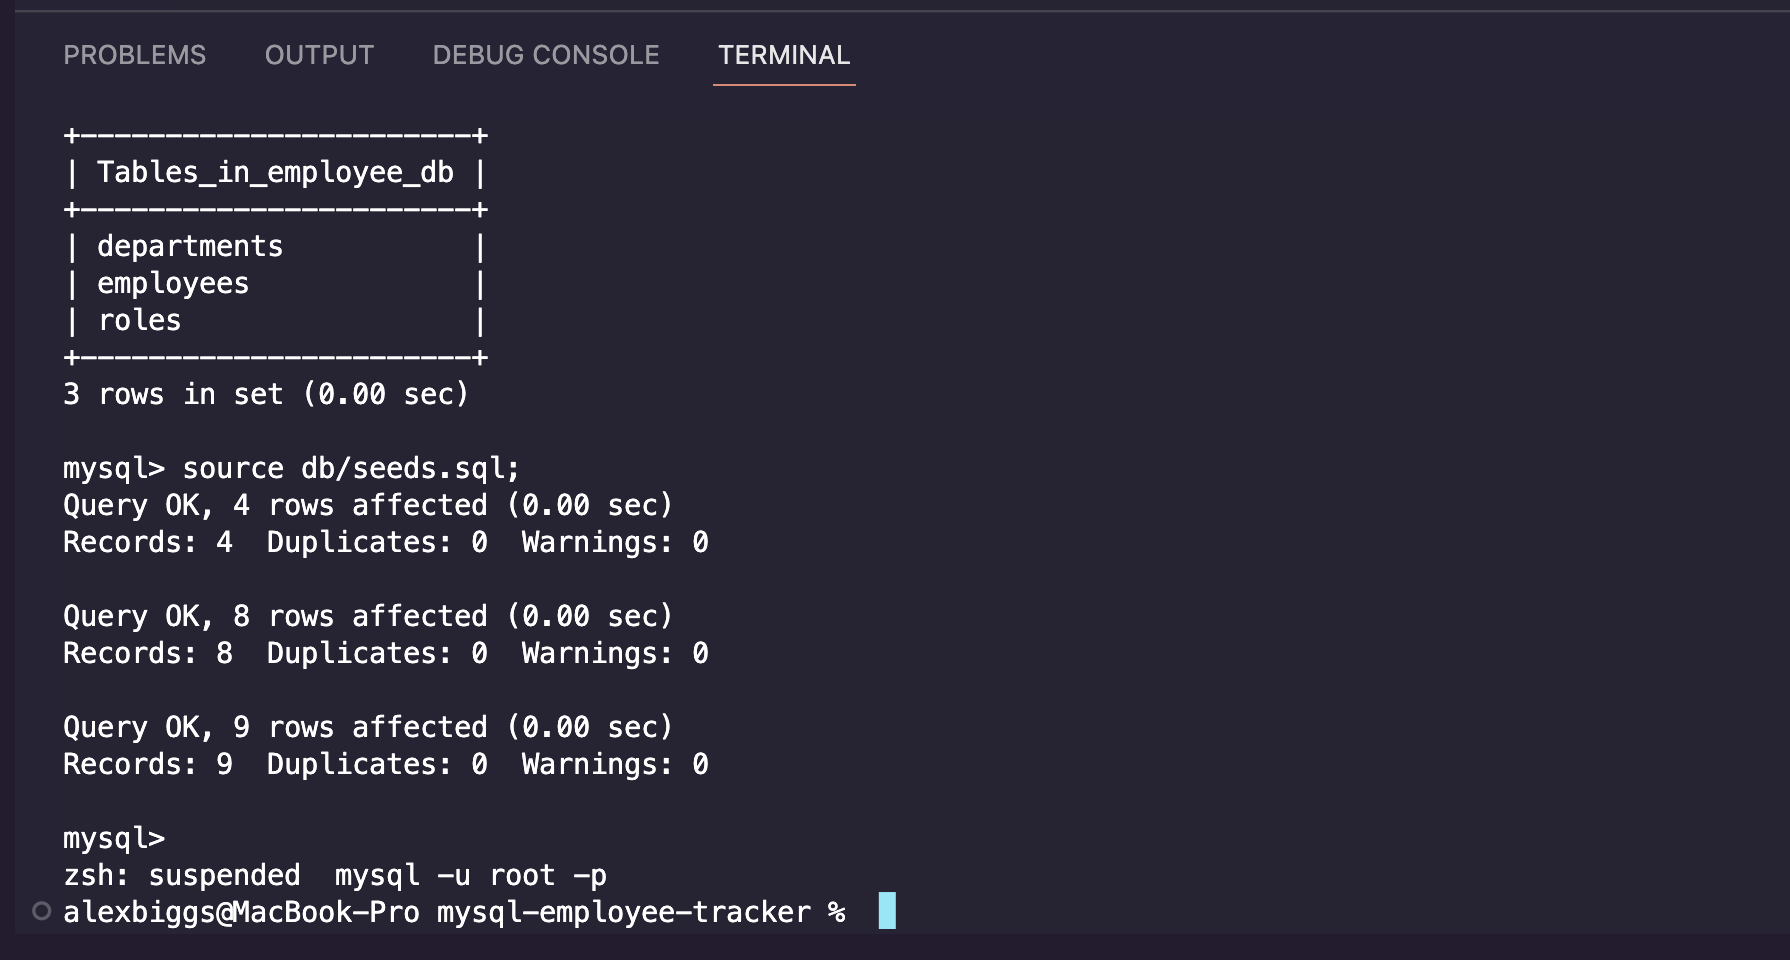 PROBLEMS OUTPUT DEBUG CONSOLE TERMINAL
+-----------------------+
| Tables_in_employee_db |
+-----------------------+
| departments           |
| employees             |
| roles                 |
+-----------------------+
3 rows in set (0.00 sec)
mysql> source db/seeds.sql;
Query OK, 4 rows affected (0.00 sec)
Records: 4  Duplicates: 0  Warnings: 0
Query OK, 8 rows affected (0.00 sec)
Records: 8  Duplicates: 0  Warnings: 0
Query OK, 9 rows affected (0.00 sec)
Records: 9  Duplicates: 0  Warnings: 0
mysql>
zsh: suspended  mysql -u root -p
alexbiggs@MacBook-Pro mysql-employee-tracker %